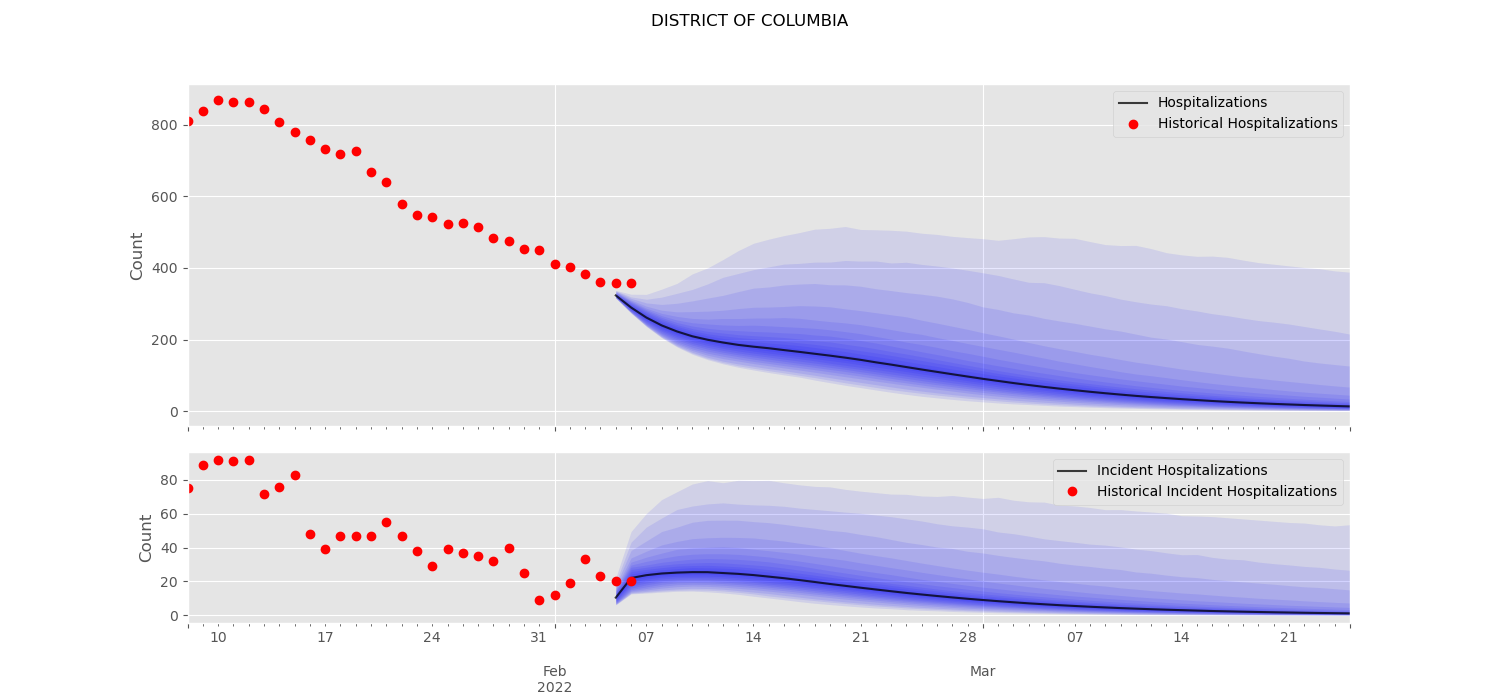 DISTRICT OF COLUMBIA
Hospitalizations
Historical Hospitalizations
800
600
400
200
0
Count
Incident Hospitalizations
Historical Incident Hospitalizations
80
60
40
20
0
Count
10 17 24 31 07 14 21 28 07 14 21
Feb Mar
2022